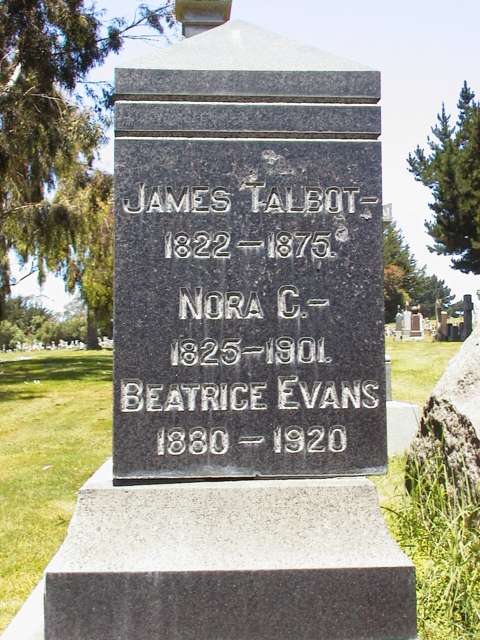 James Talbot-
1822-1875.
Nora C.-
1825-1901.
Beatrice Evans
1880-1920